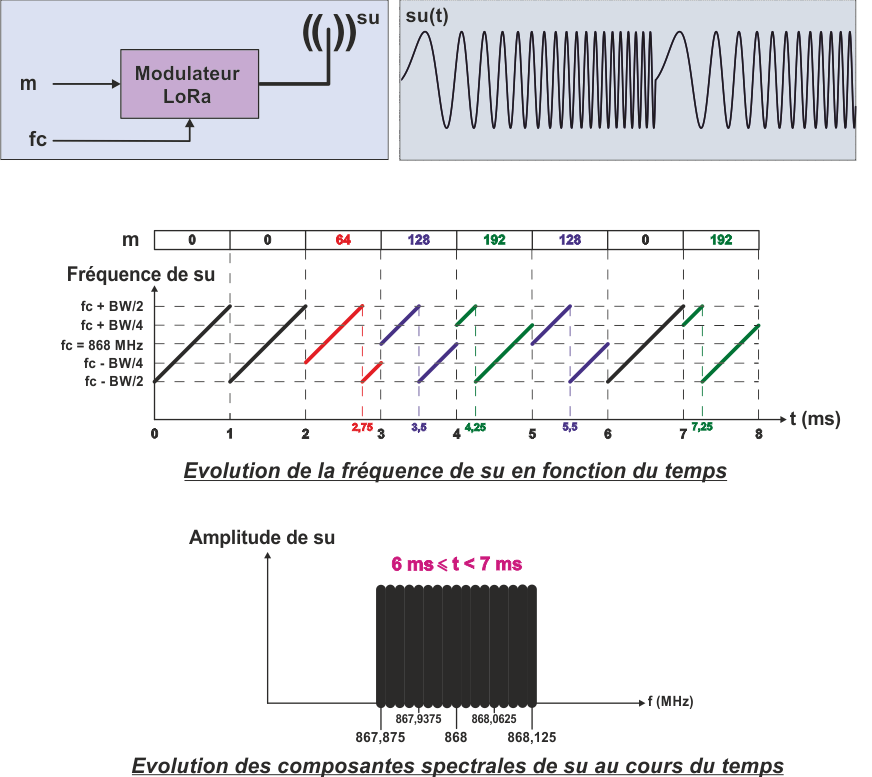 su
su(t)
m
Modulateur
LoRa
fc
m 0 0 64 128 192 128 0 192
Fréquence de su
fc + BW/2
fc + BW/4
fc = 868 MHz
fc - BW/4
fc - BW/2
t (ms)
2,75 3,5 4,25 5,5 7,25
0 1 2 3 4 5 6 7 8
Evolution de la fréquence de su en fonction du temps
Amplitude de su
6 ms ⩽ t < 7 ms
f (MHz)
867,9375 868,0625
867,875 868 868,125
Evolution des composantes spectrales de su au cours du temps